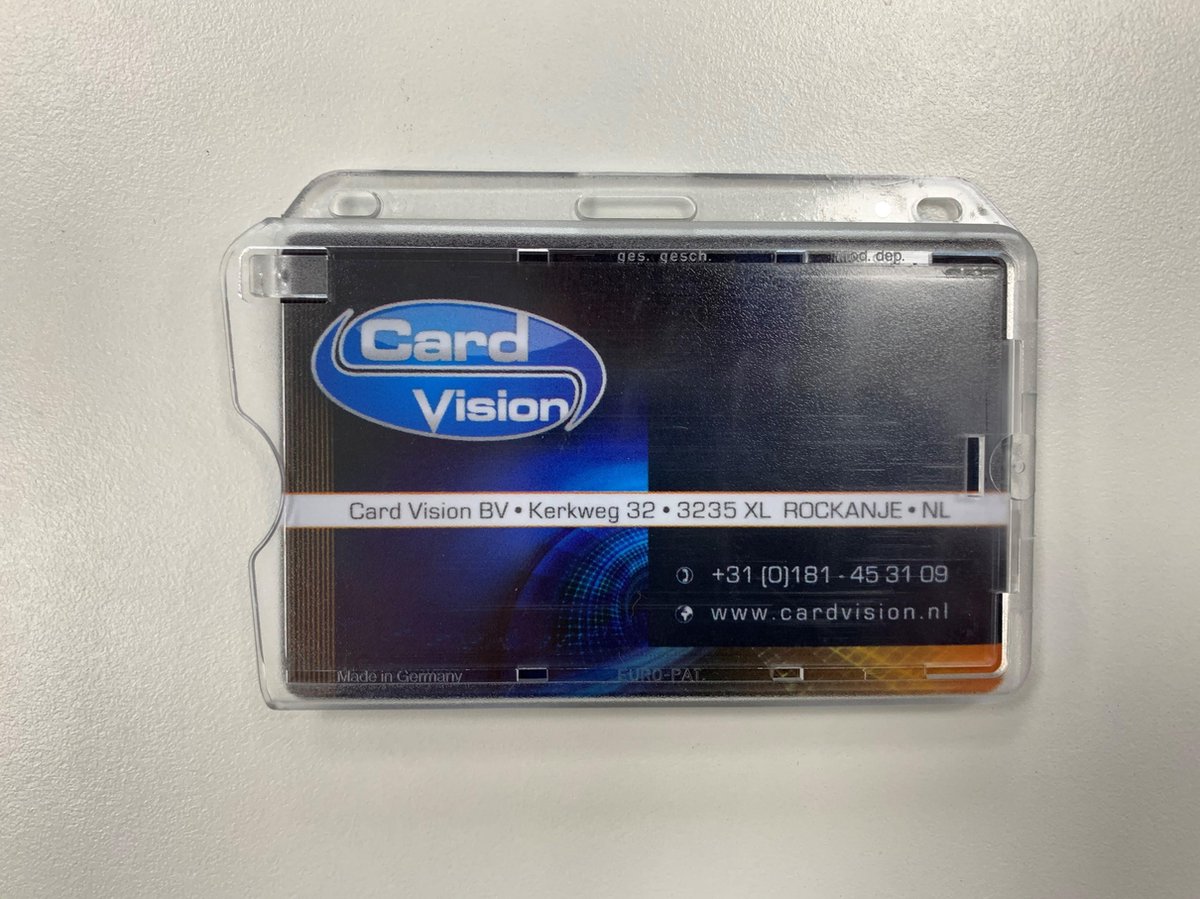 ges. gesch. mod. dep.
Card
Vision
Card Vision BV • Kerkweg 32 • 3235 XL ROCKANJE • NL
+31 (0)181 - 45 31 09
www.cardvision.nl
Made in Germany EURO-PAT.